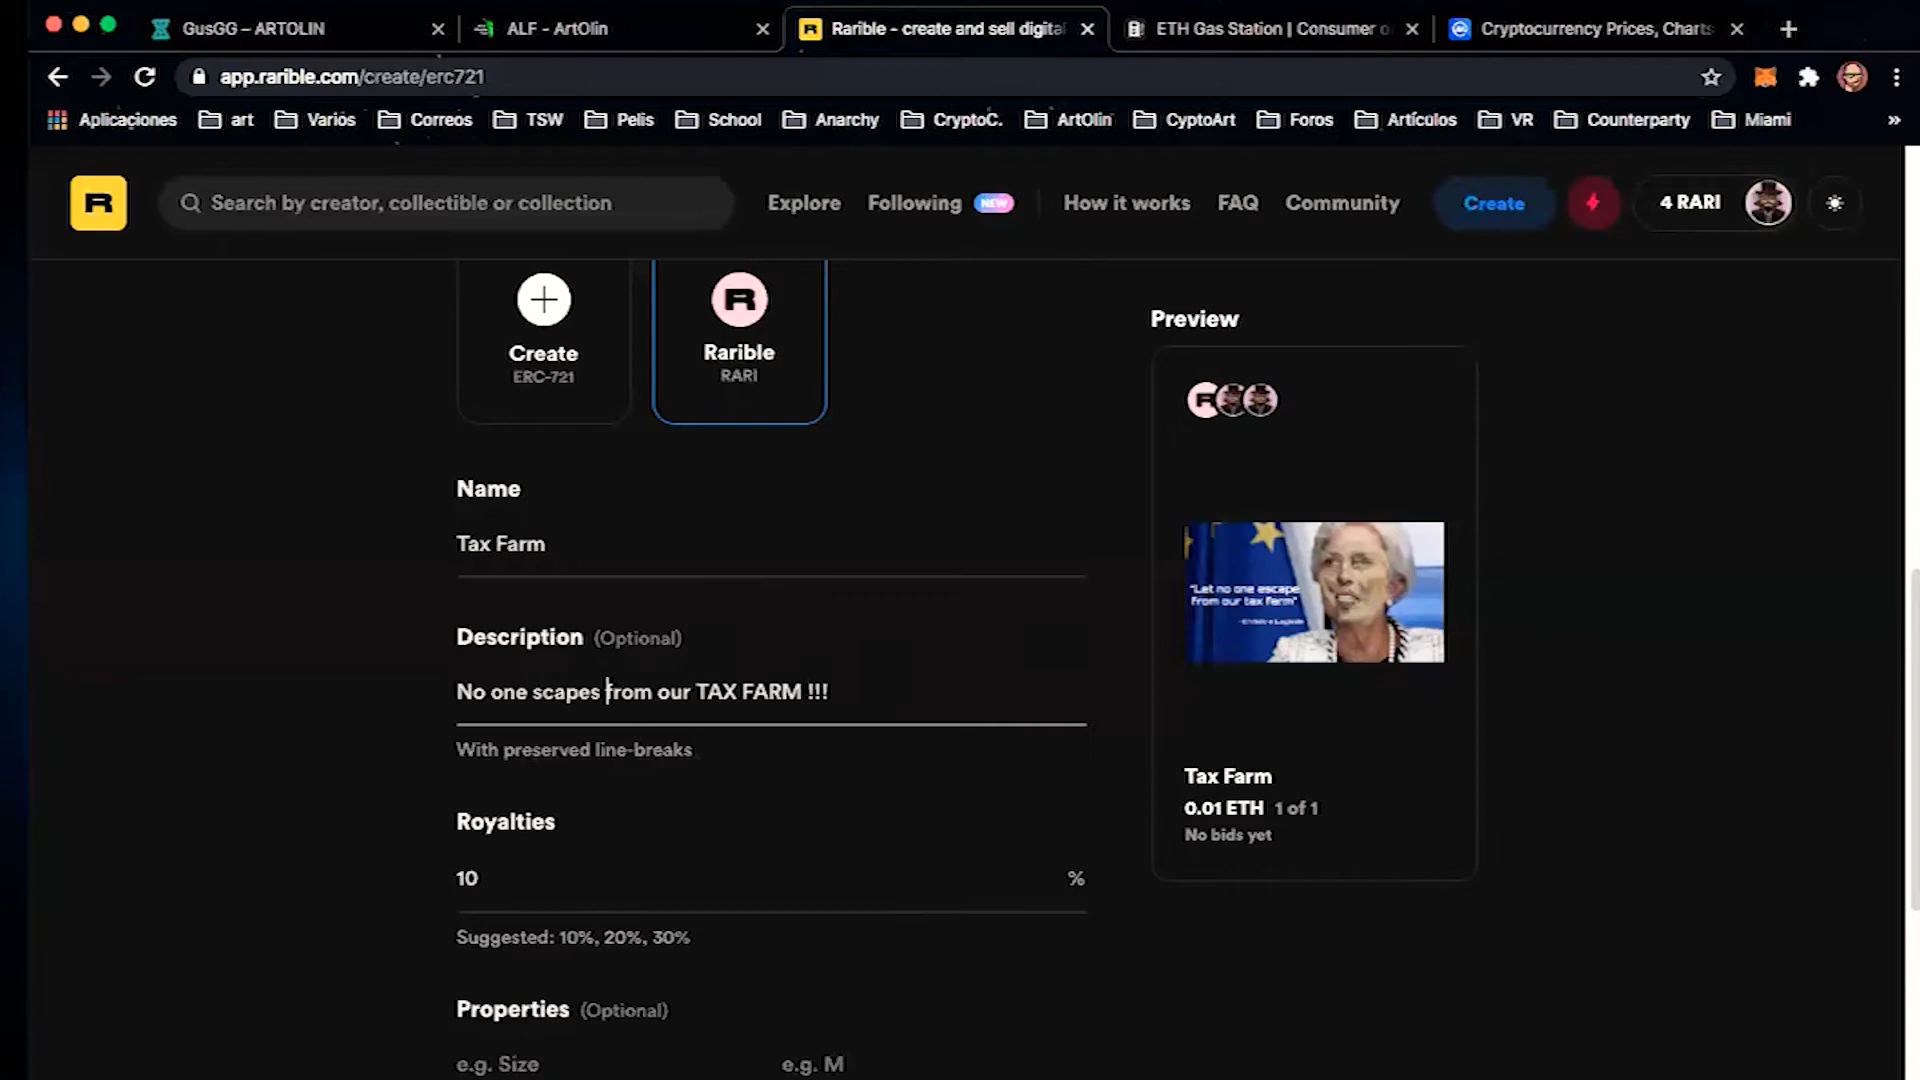 GusGG – ARTOLIN
ALF - ArtOlin
Rarible - create and sell digital
ETH Gas Station | Consumer o
Cryptocurrency Prices, Charts
app.rarible.com/create/erc721
Aplicaciones art Varios Correos TSW Pelis School Anarchy CryptoC. ArtOlin CyptoArt Foros Artículos VR Counterparty Miami »
R
Search by creator, collectible or collection
Explore Following NEW How it works FAQ Community Create 4 RARI
Create
ERC-721
R
Rarible
RARI
Preview
R
Name
Tax Farm
Description (Optional)
No one scapes from our TAX FARM !!!
With preserved line-breaks
Royalties
10 %
Suggested: 10%, 20%, 30%
Properties (Optional)
e.g. Size e.g. M
"Let no one escape
From our tax farm"
Tax Farm
0.01 ETH 1 of 1
No bids yet